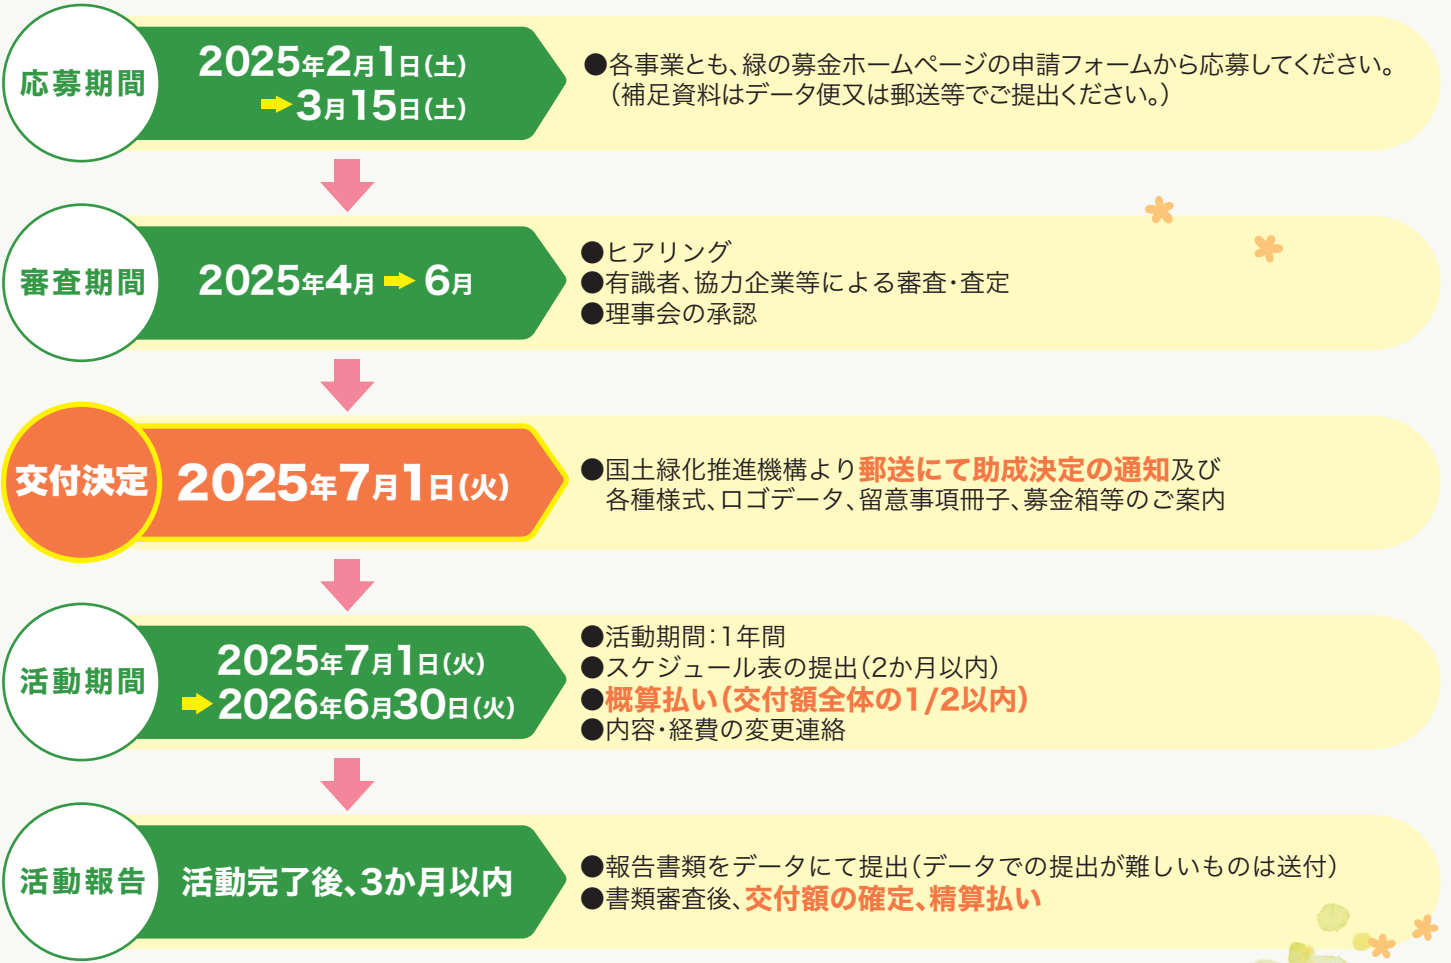 応募期間
2025年2月1日(土)
➡3月15日(土)
●各事業とも、緑の募金ホームページの申請フォームから応募してください。
(補足資料はデータ便又は郵送等でご提出ください。)
審査期間
2025年4月➡6月
●ヒアリング
●有識者、協力企業等による審査・査定
●理事会の承認
交付決定
2025年7月1日(火)
●国土緑化推進機構より郵送にて助成決定の通知及び
各種様式、ロゴデータ、留意事項冊子、募金箱等のご案内
活動期間
2025年7月1日(火)
➡2026年6月30日(火)
●活動期間:1年間
●スケジュール表の提出(2か月以内)
●概算払い(交付額全体の1/2以内)
●内容・経費の変更連絡
活動報告
活動完了後、3か月以内
●報告書類をデータにて提出(データでの提出が難しいものは送付)
●書類審査後、交付額の確定、精算払い